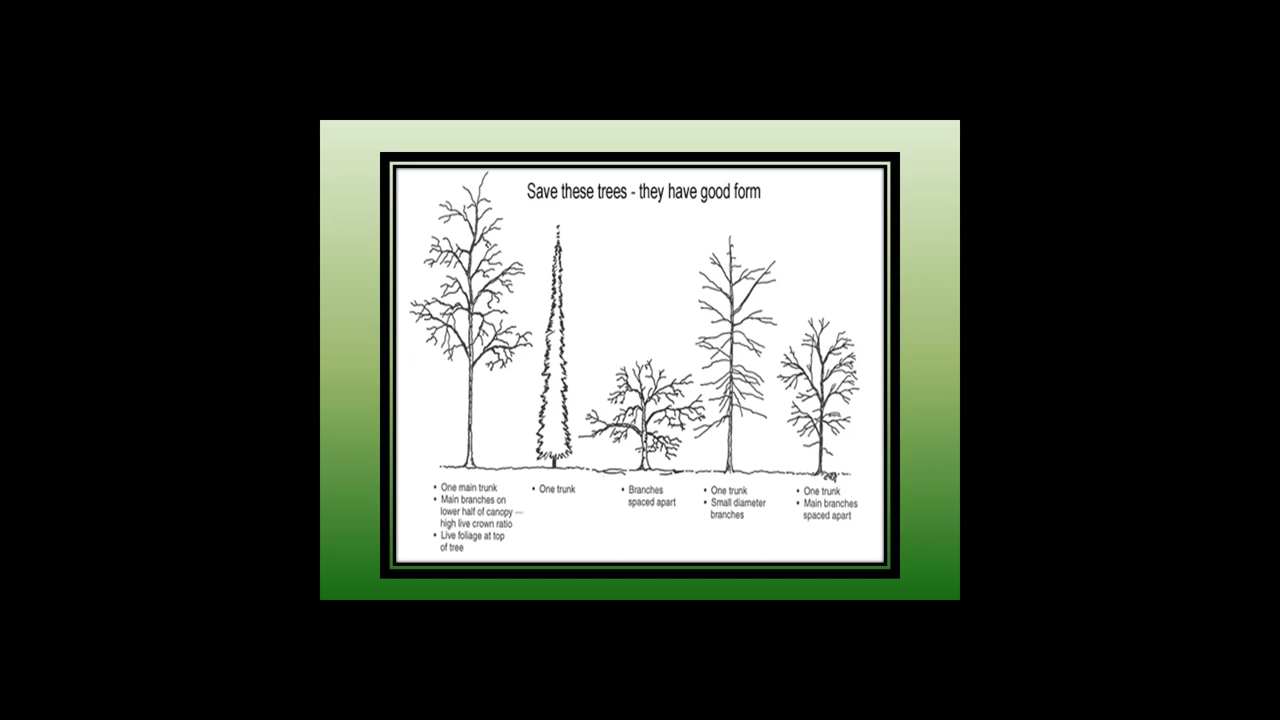 Save these trees - they have good form
• One main trunk
• Main branches on
lower half of canopy —
high live crown ratio
• Live foliage at top
of tree
• One trunk
• Branches
spaced apart
• One trunk
• Small diameter
branches
• One trunk
• Main branches
spaced apart